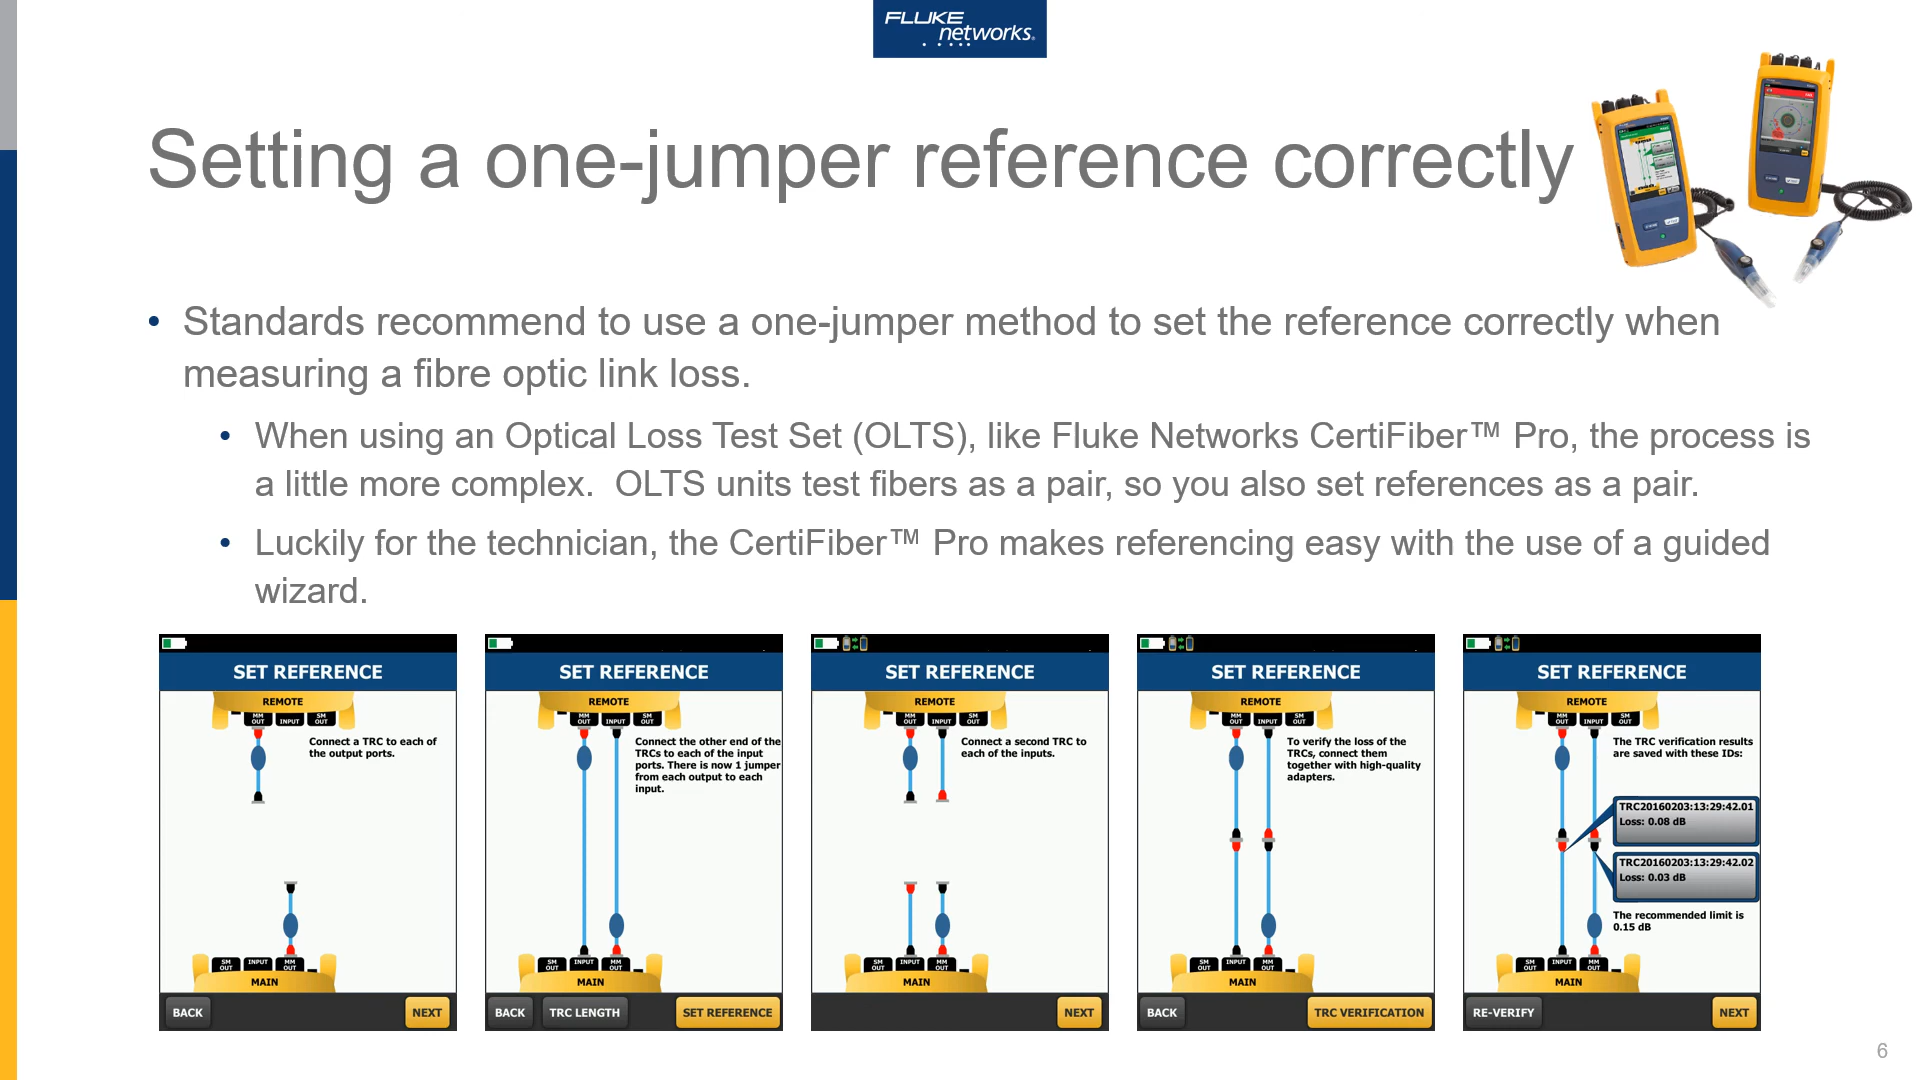 FLUKE
networks.
Setting a one-jumper reference correctly
• Standards recommend to use a one-jumper method to set the reference correctly when
measuring a fibre optic link loss.
• When using an Optical Loss Test Set (OLTS), like Fluke Networks CertiFiber™ Pro, the process is
a little more complex.  OLTS units test fibers as a pair, so you also set references as a pair.
• Luckily for the technician, the CertiFiber™ Pro makes referencing easy with the use of a guided
wizard.
SET REFERENCE
REMOTE
MM OUT INPUT SM OUT
Connect a TRC to each of
the output ports.
SM OUT INPUT MM OUT
MAIN
BACK NEXT
SET REFERENCE
REMOTE
MM OUT INPUT SM OUT
Connect the other end of the
TRCs to each of the input
ports. There is now 1 jumper
from each output to each
input.
SM OUT INPUT MM OUT
MAIN
BACK TRC LENGTH SET REFERENCE
SET REFERENCE
REMOTE
MM OUT INPUT SM OUT
Connect a second TRC to
each of the inputs.
SM OUT INPUT MM OUT
MAIN
NEXT
SET REFERENCE
REMOTE
MM OUT INPUT SM OUT
To verify the loss of the
TRCs, connect them
together with high-quality
adapters.
SM OUT INPUT MM OUT
MAIN
BACK TRC VERIFICATION
SET REFERENCE
REMOTE
MM OUT INPUT SM OUT
The TRC verification results
are saved with these IDs:
TRC20160203:13:29:42.01
Loss: 0.08 dB
TRC20160203:13:29:42.02
Loss: 0.03 dB
The recommended limit is
0.15 dB
SM OUT INPUT MM OUT
MAIN
RE-VERIFY NEXT
6